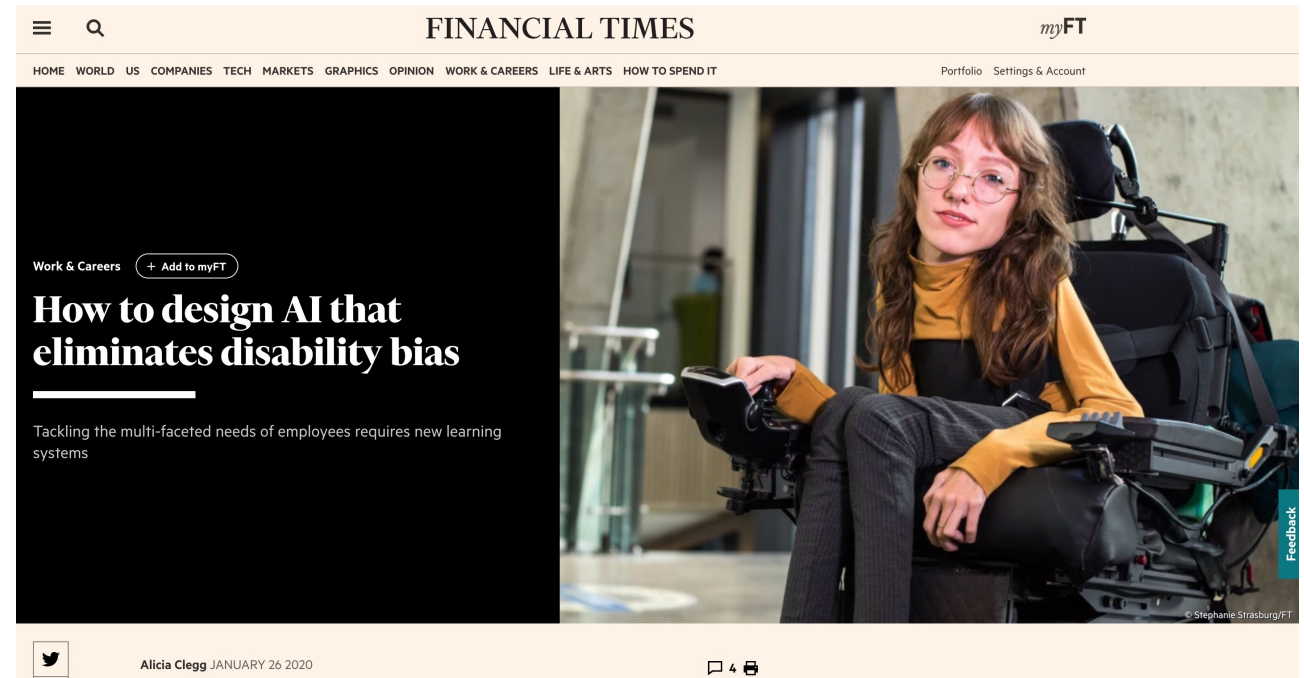 FINANCIAL TIMES
myFT
HOME WORLD US COMPANIES TECH MARKETS GRAPHICS OPINION WORK & CAREERS LIFE & ARTS HOW TO SPEND IT
Portfolio Settings & Account
Work & Careers + Add to myFT
How to design AI that
eliminates disability bias
Tackling the multi-faceted needs of employees requires new learning
systems
Feedback
© Stephanie Strasburg/FT
Alicia Clegg JANUARY 26 2020
4